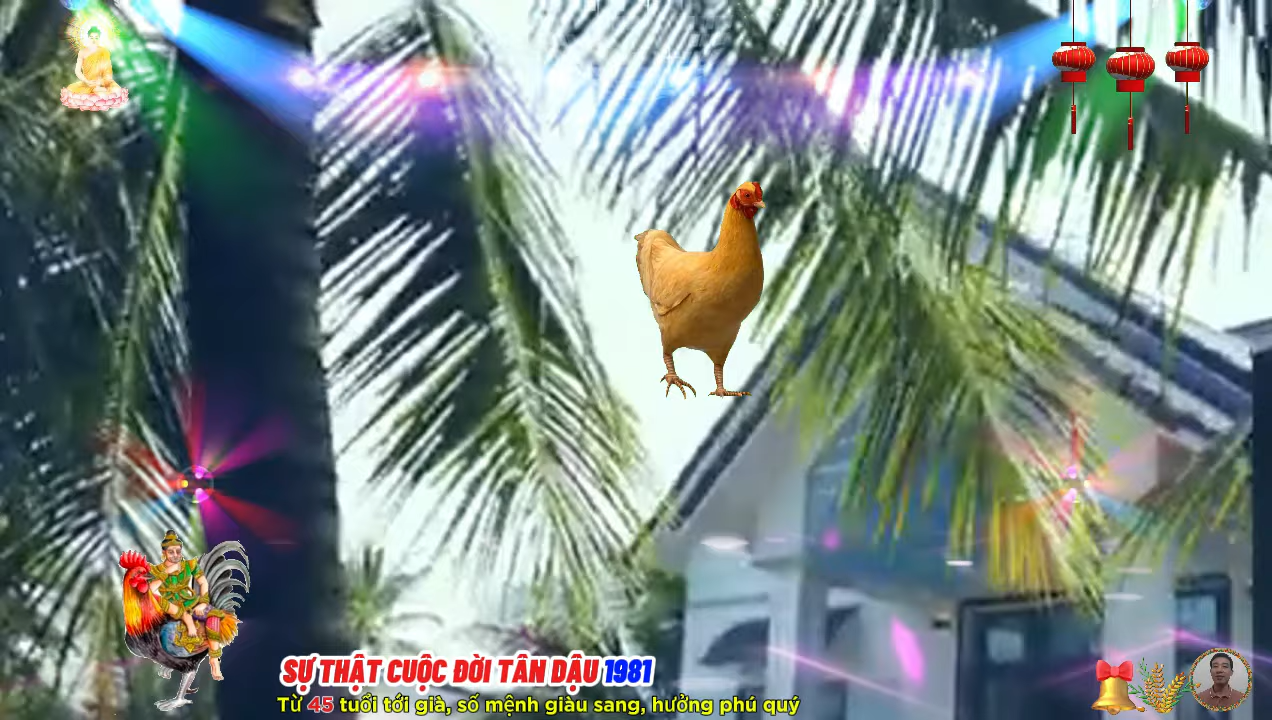 SỰ THẬT CUỘC ĐỜI TÂN DẬU 1981
Từ 45 tuổi tới già, số mệnh giàu sang, hưởng phú quý